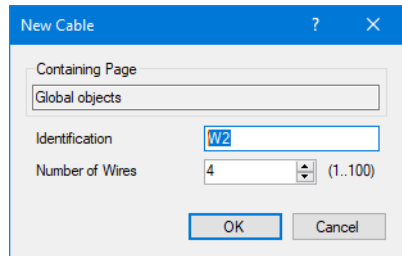 New Cable ?
Containing Page
Global objects
Identification W2
Number of Wires 4 (1..100)
OK Cancel